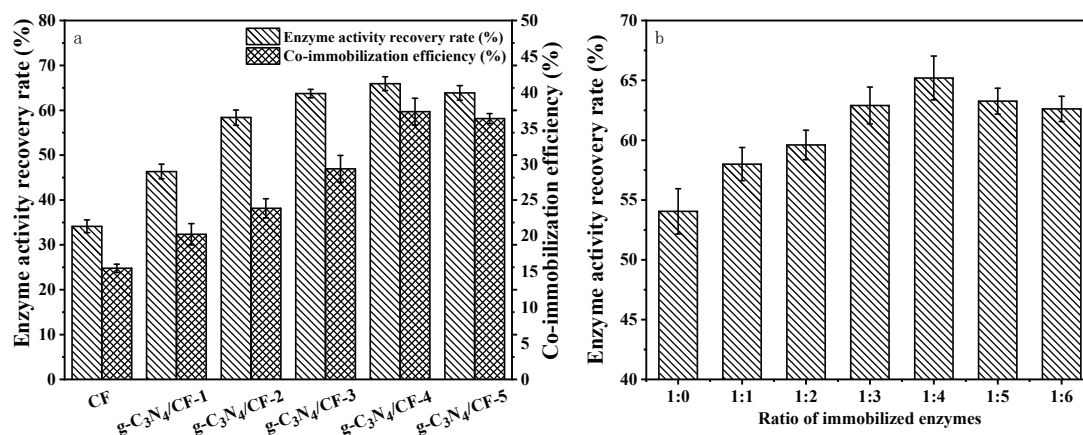 a
Enzyme activity recovery rate (%)
Co-immobilization efficiency (%)
Enzyme activity recovery rate (%)
80
70
60
50
40
30
20
10
0
50
45
40
35
30
25
20
15
10
5
0
Co-immobilization efficiency (%)
CF
g-C₃N₄/CF-1
g-C₃N₄/CF-2
g-C₃N₄/CF-3
g-C₃N₄/CF-4
g-C₃N₄/CF-5
b
Enzyme activity recovery rate (%)
70
65
60
55
50
45
40
1:0 1:1 1:2 1:3 1:4 1:5 1:6
Ratio of immobilized enzymes